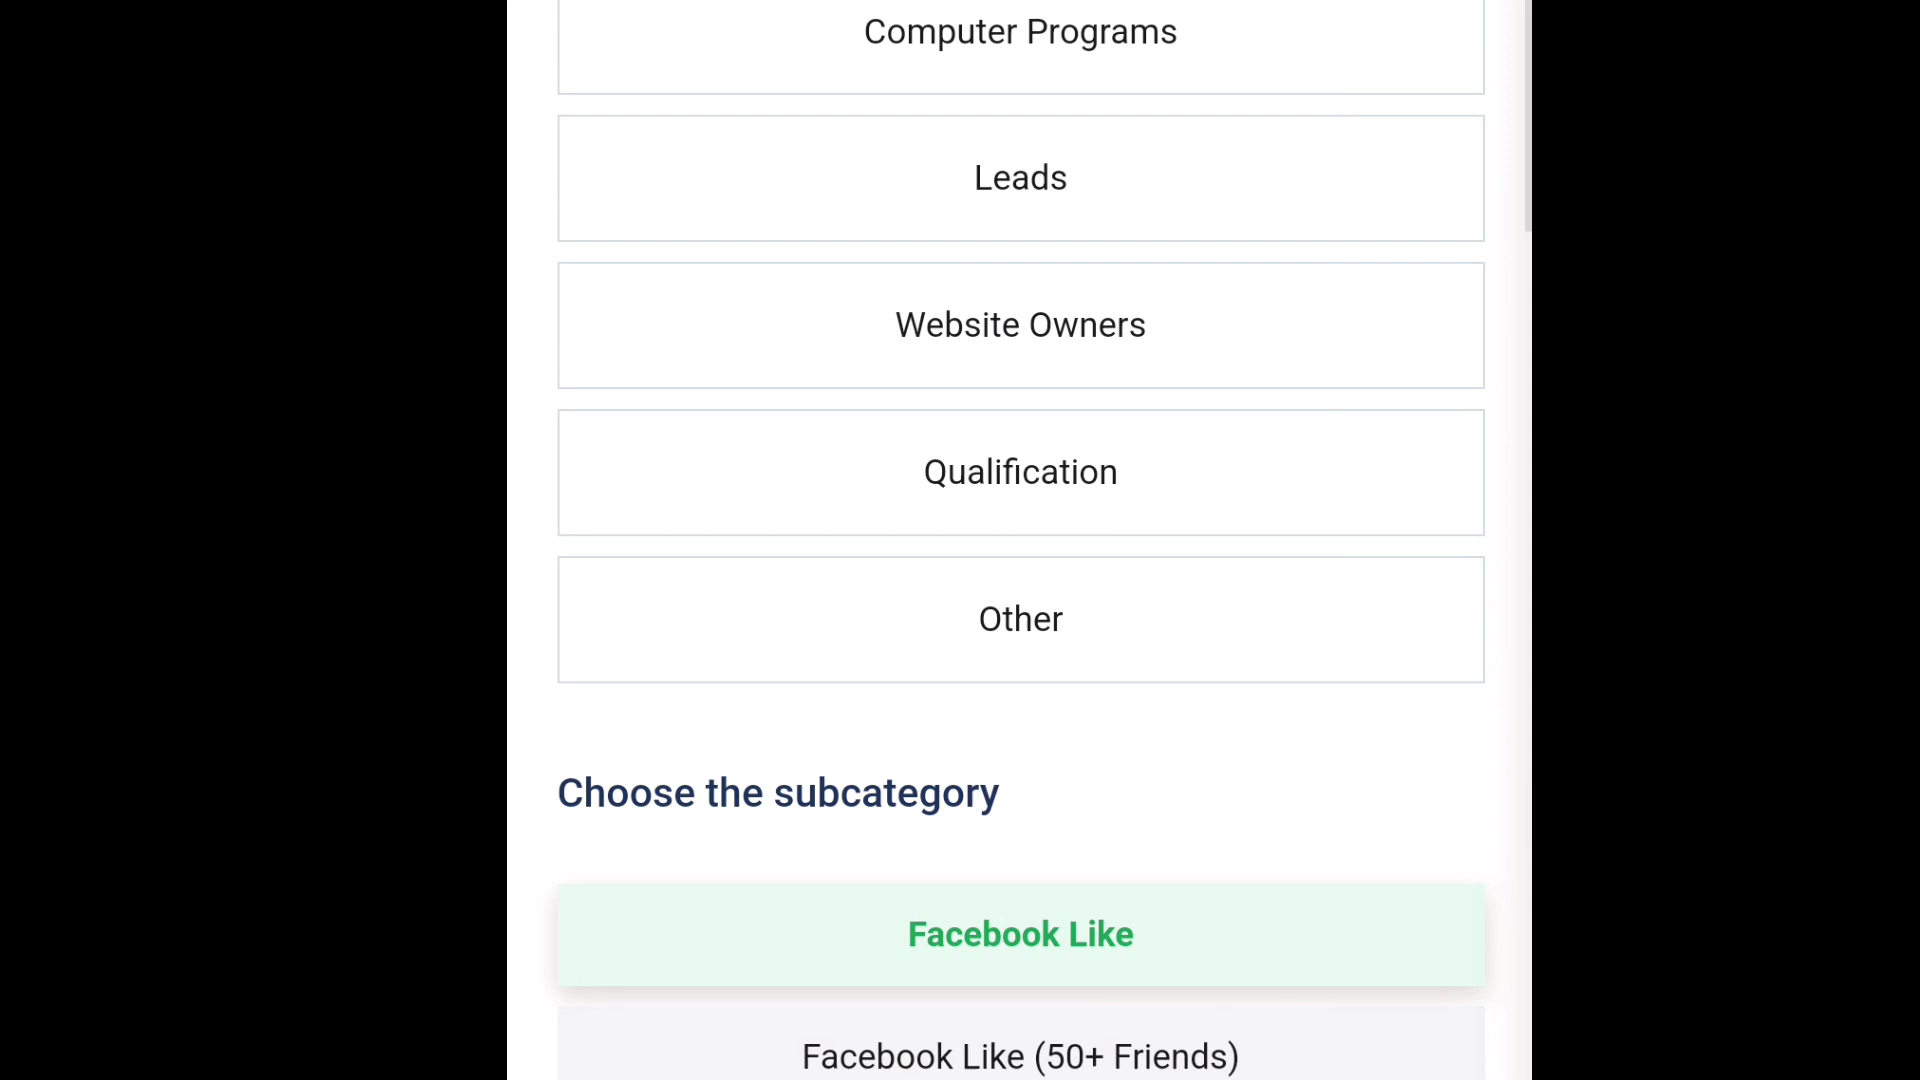 Computer Programs
Leads
Website Owners
Qualification
Other
Choose the subcategory
Facebook Like
Facebook Like (50+ Friends)